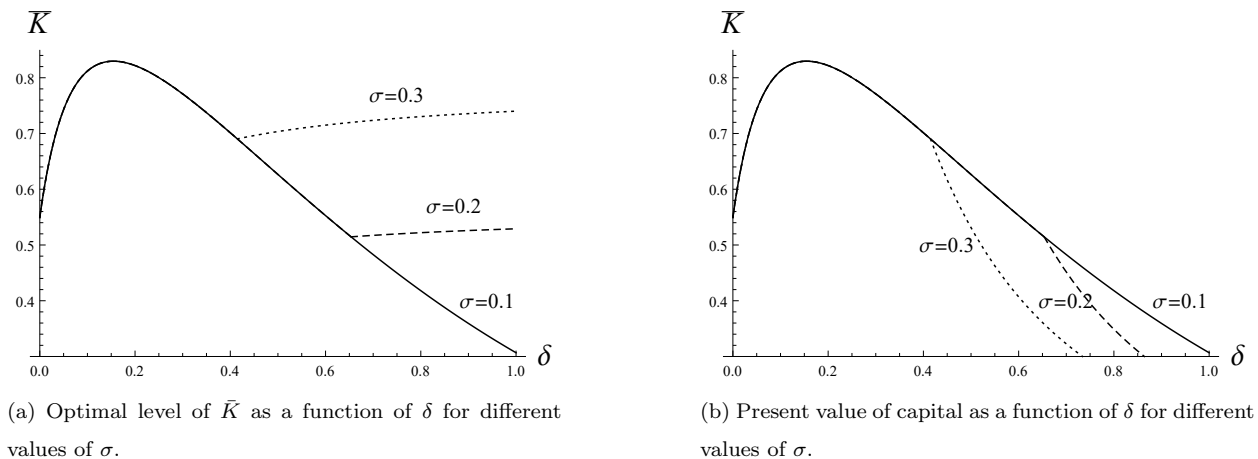 K̅
0.8
0.7
0.6
0.5
0.4
0.0 0.2 0.4 0.6 0.8 1.0
δ
σ=0.3
σ=0.2
σ=0.1
(a) Optimal level of K̄ as a function of δ for different
values of σ.
K̅
0.8
0.7
0.6
0.5
0.4
0.0 0.2 0.4 0.6 0.8 1.0
δ
σ=0.3
σ=0.2
σ=0.1
(b) Present value of capital as a function of δ for different
values of σ.